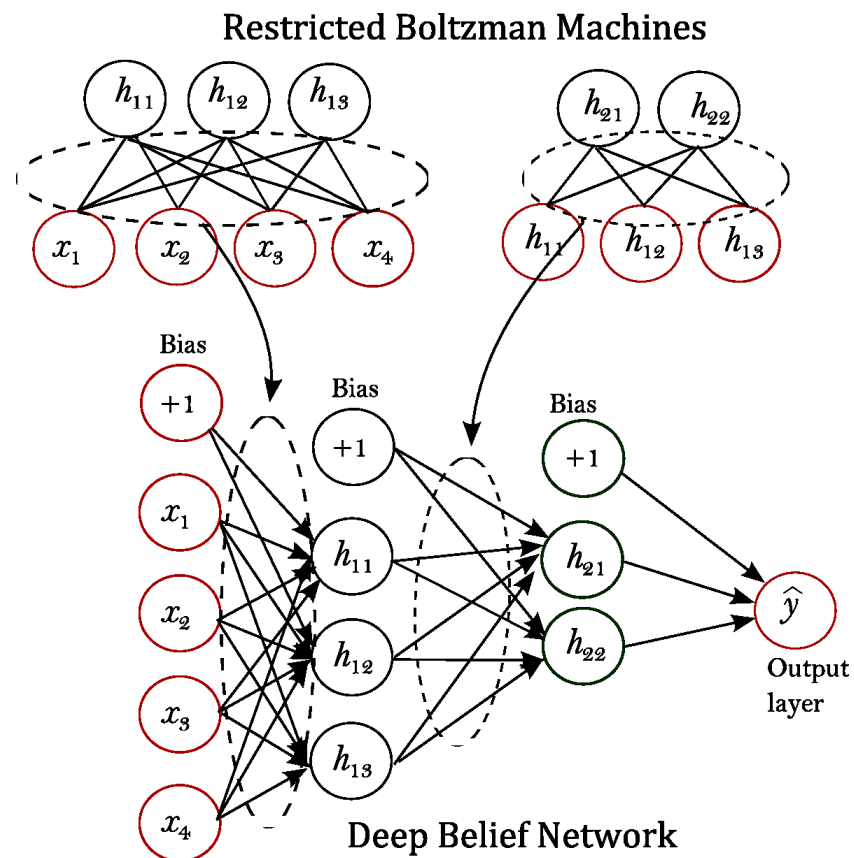 Restricted Boltzman Machines
h₁₁ h₁₂ h₁₃
h₂₁ h₂₂
x₁ x₂ x₃ x₄
h₁₁ h₁₂ h₁₃
Bias
+1
x₁
x₂
x₃
x₄
Bias
+1
h₁₁
h₁₂
h₁₃
Bias
+1
h₂₁
h₂₂
ŷ
Output
layer
Deep Belief Network